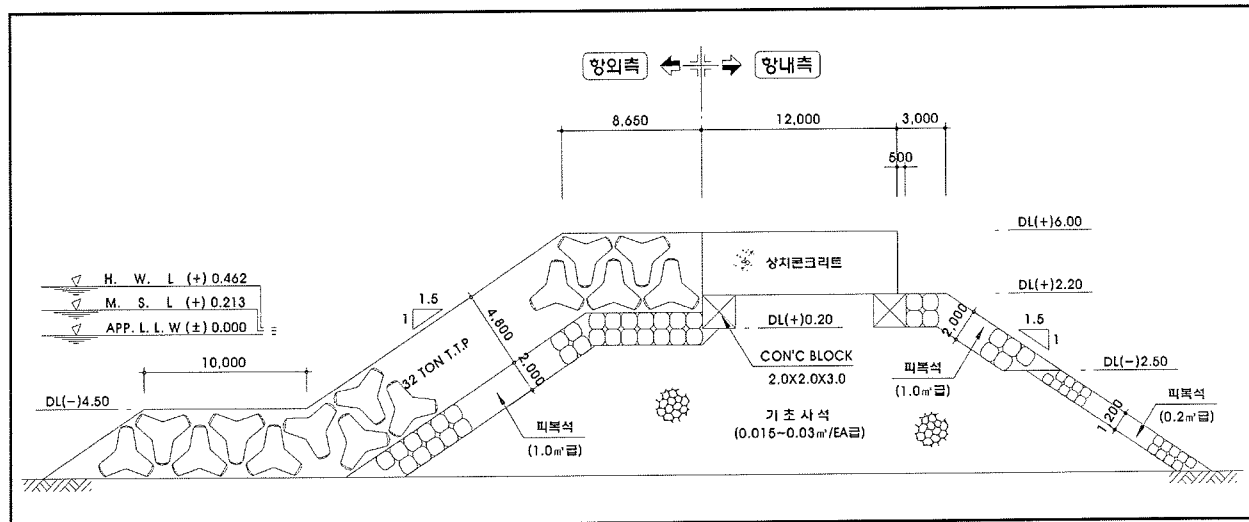 항외측
항내측
8,650
12,000
3,000
500
DL(+)6.00
상치콘크리트
H. W. L (+) 0.462
M. S. L (+) 0.213
APP. L. L. W (±) 0.000
1.5
1
4,800
2,000
32 TON T.T.P
DL(+)2.20
DL(+)0.20
CON'C BLOCK
2.0X2.0X3.0
2,000
1.5
1
피복석
(1.0㎥급)
DL(-)2.50
10,000
DL(-)4.50
피복석
(1.0㎥급)
기초사석
(0.015~0.03㎥/EA급)
1,200
피복석
(0.2㎥급)